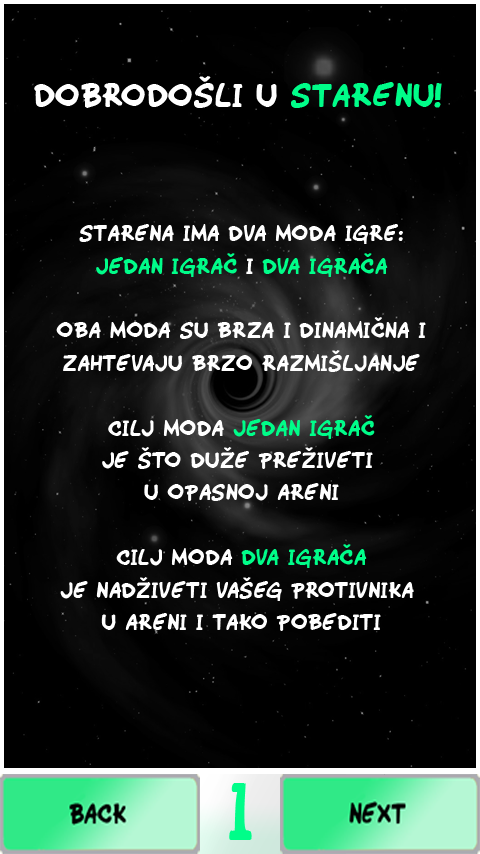 DOBRODOŠLI U STARENU!
STARENA IMA DVA MODA IGRE:
JEDAN IGRAČ I DVA IGRAČA
OBA MODA SU BRZA I DINAMIČNA I
ZAHTEVAJU BRZO RAZMIŠLJANJE
CILJ MODA JEDAN IGRAČ
JE ŠTO DUŽE PREŽIVETI
U OPASNOJ ARENI
CILJ MODA DVA IGRAČA
JE NADŽIVETI VAŠEG PROTIVNIKA
U ARENI I TAKO POBEDITI
BACK 1 NEXT